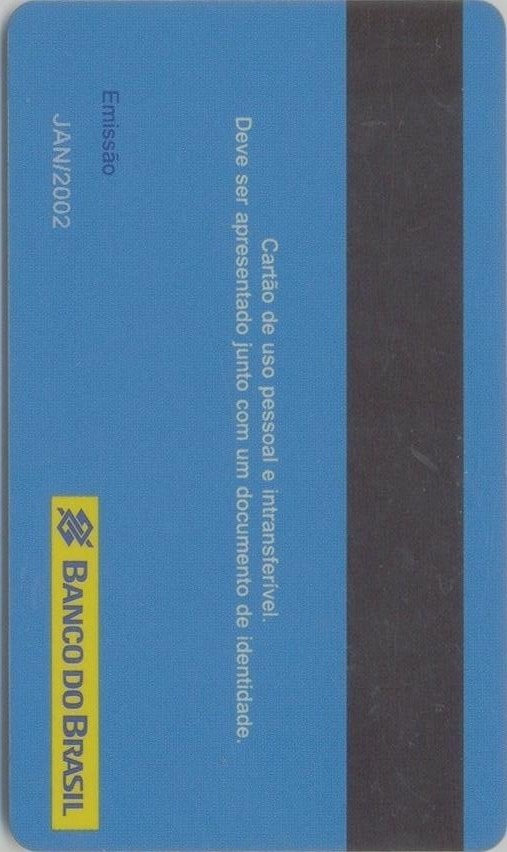 Cartão de uso pessoal e intransferível.
Deve ser apresentado junto com um documento de identidade.
Emissão
JAN/2002
BANCO DO BRASIL